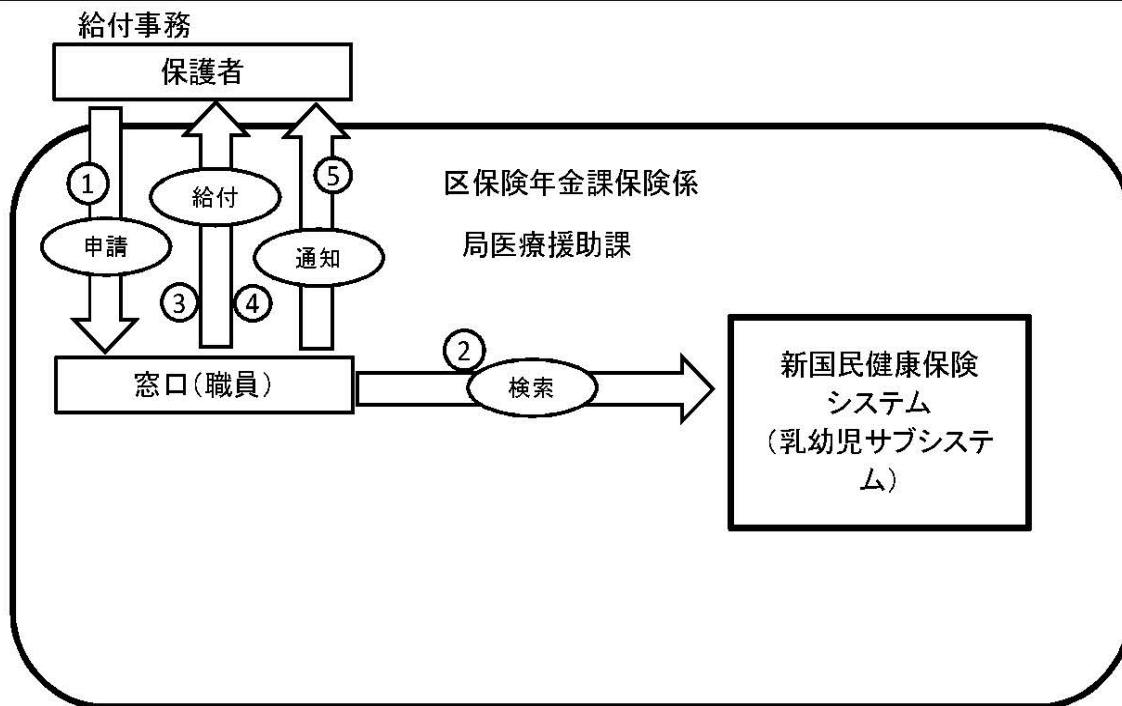 給付事務
保護者
①
給付
⑤
区保険年金課保険係
申請
通知
局医療援助課
③
④
②
窓口(職員)
検索
新国民健康保険
システム
(乳幼児サブシステ
ム)